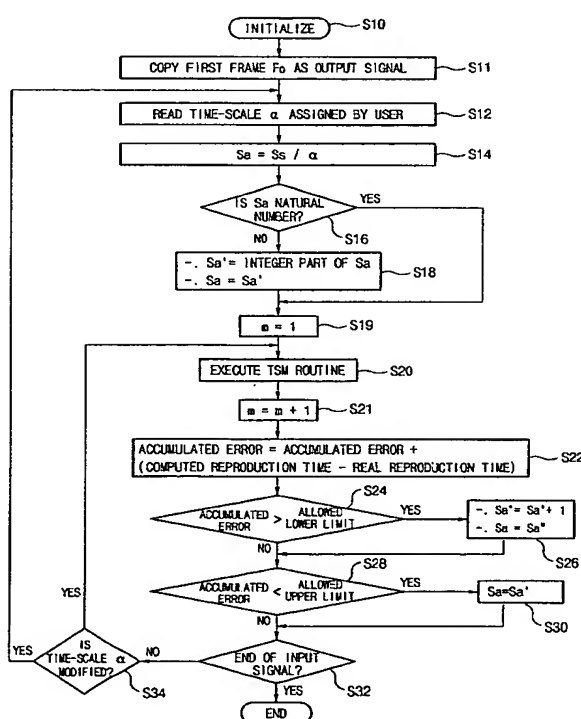 INITIALIZE
S10
COPY FIRST FRAME Fo AS OUTPUT SIGNAL
S11
READ TIME-SCALE α ASSIGNED BY USER
S12
Sa = Ss / α
S14
IS Sa NATURAL
NUMBER?
YES
S16
NO
-. Sa'= INTEGER PART OF Sa
-. Sa = Sa'
S18
m = 1
S19
EXECUTE TSM ROUTINE
S20
m = m + 1
S21
ACCUMULATED ERROR = ACCUMULATED ERROR +
(COMPUTED REPRODUCTION TIME - REAL REPRODUCTION TIME)
S22
S24
ACCUMULATED ERROR > ALLOWED LOWER LIMIT
YES
-. Sa'= Sa'+ 1
-. Sa = Sa"
S26
NO
S28
ACCUMULATED ERROR < ALLOWED UPPER LIMIT
YES
Sa=Sa'
S30
NO
YES
YES
IS
TIME-SCALE α
MODIFIED?
S34
NO
END OF INPUT
SIGNAL?
S32
YES
END